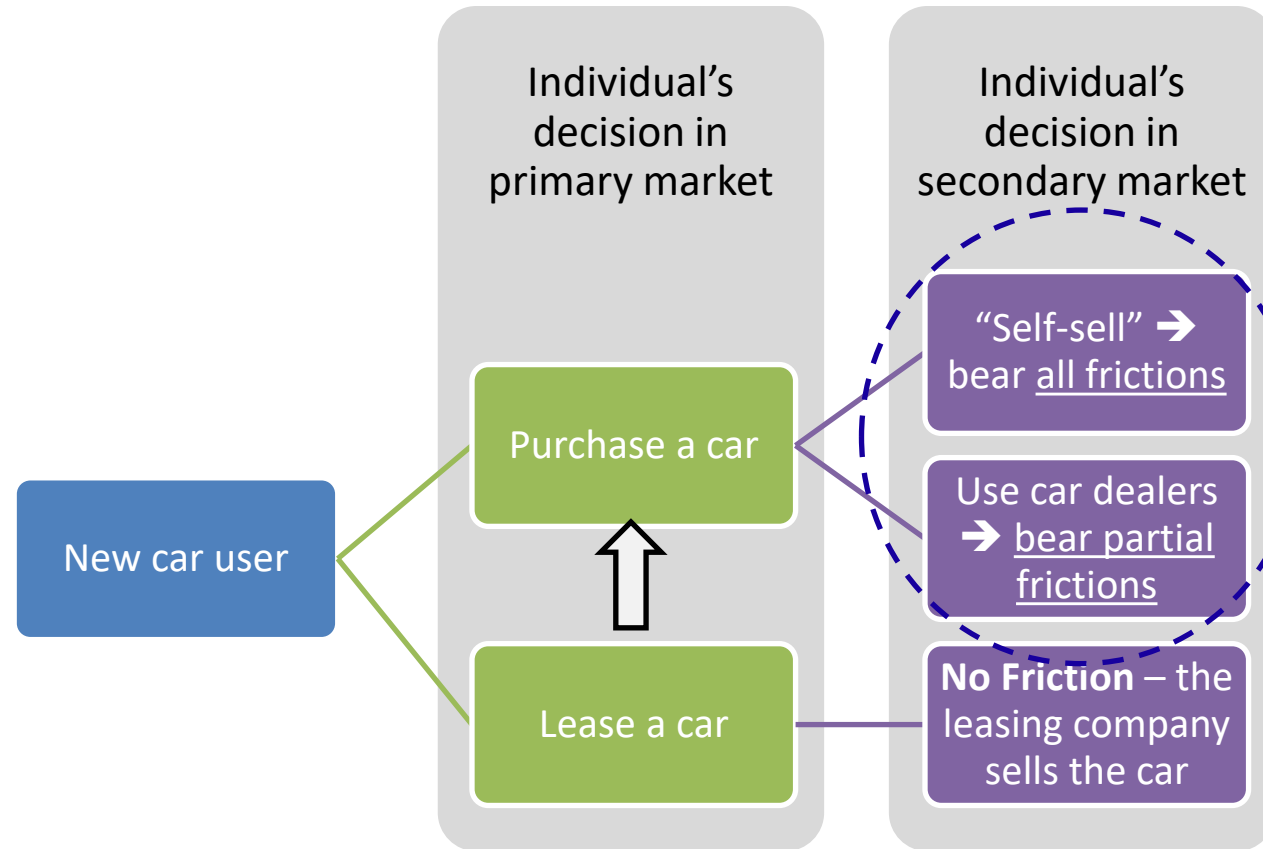 Individual’s
decision in
primary market
Individual’s
decision in
secondary market
New car user
Purchase a car
Lease a car
“Self-sell” ➔
bear all frictions
Use car dealers
➔ bear partial
frictions
No Friction – the
leasing company
sells the car